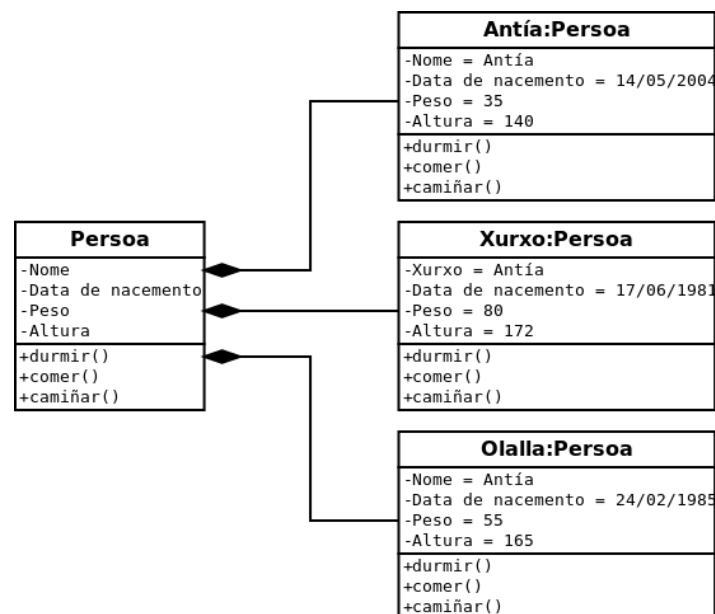 Antía:Persoa
-Nome = Antía
-Data de nacemento = 14/05/2004
-Peso = 35
-Altura = 140
+durmir()
+comer()
+camiñar()
Persoa
-Nome
-Data de nacemento
-Peso
-Altura
+durmir()
+comer()
+camiñar()
Xurxo:Persoa
-Xurxo = Antía
-Data de nacemento = 17/06/1981
-Peso = 80
-Altura = 172
+durmir()
+comer()
+camiñar()
Olalla:Persoa
-Nome = Antía
-Data de nacemento = 24/02/1985
-Peso = 55
-Altura = 165
+durmir()
+comer()
+camiñar()